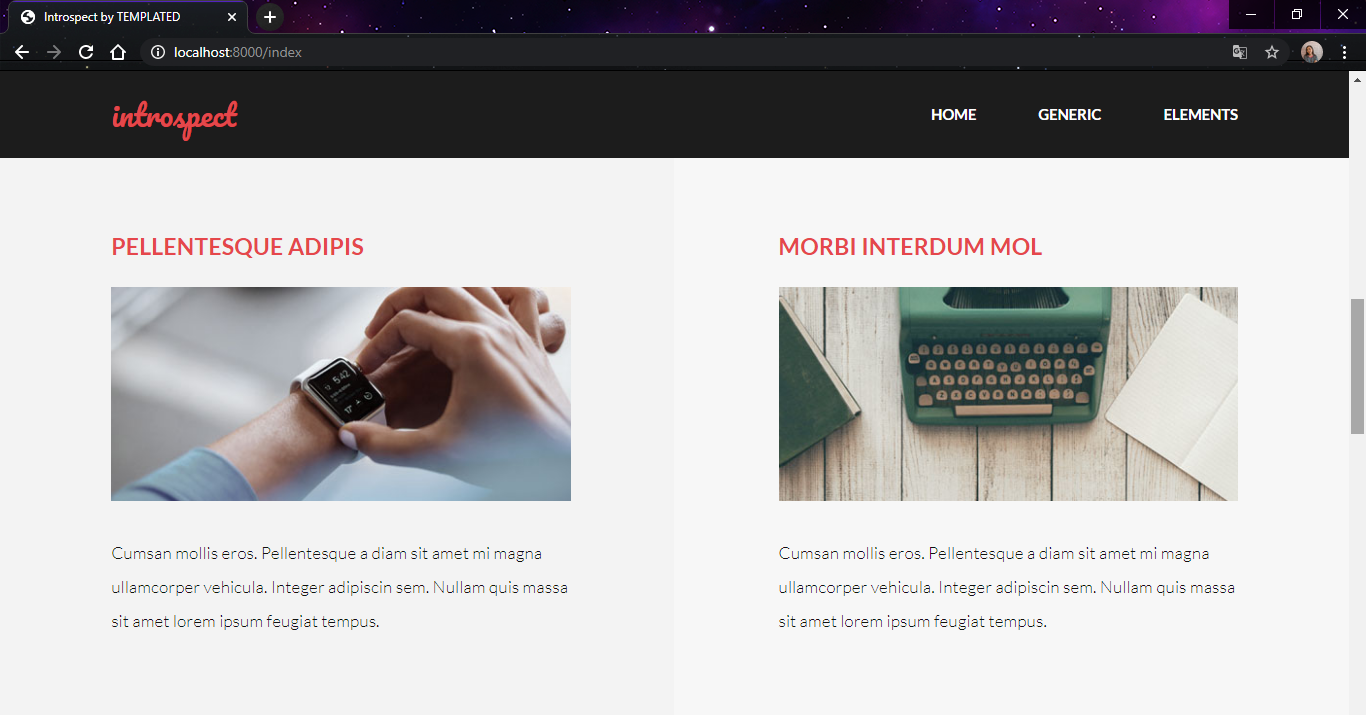 Introspect by TEMPLATED
localhost:8000/index
introspect
HOME GENERIC ELEMENTS
PELLENTESQUE ADIPIS
5:42
17°
Cumsan mollis eros. Pellentesque a diam sit amet mi magna
ullamcorper vehicula. Integer adipiscin sem. Nullam quis massa
sit amet lorem ipsum feugiat tempus.
MORBI INTERDUM MOL
Cumsan mollis eros. Pellentesque a diam sit amet mi magna
ullamcorper vehicula. Integer adipiscin sem. Nullam quis massa
sit amet lorem ipsum feugiat tempus.